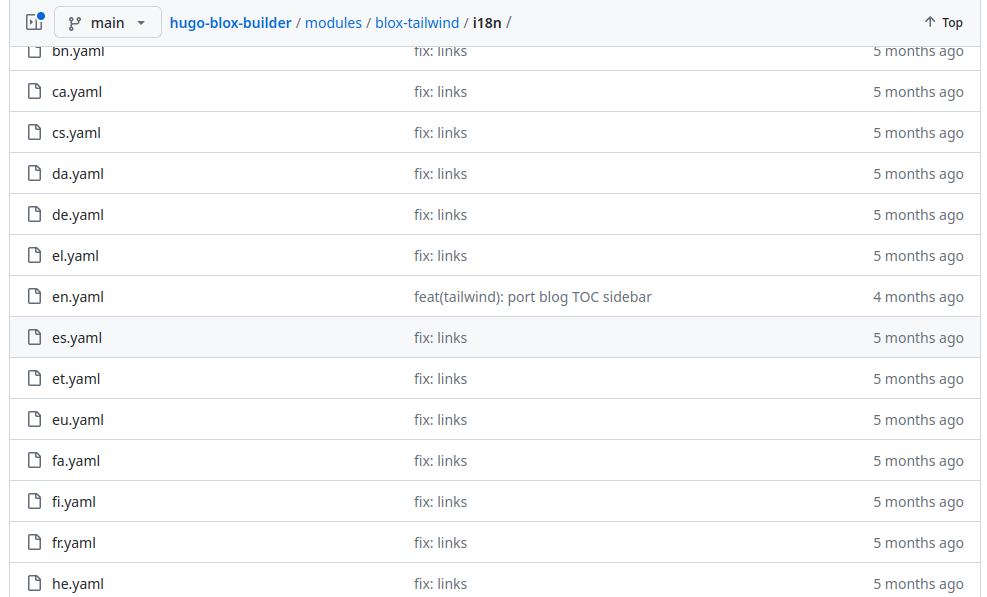 main hugo-blox-builder / modules / blox-tailwind / i18n / Top
bn.yaml fix: links 5 months ago
ca.yaml fix: links 5 months ago
cs.yaml fix: links 5 months ago
da.yaml fix: links 5 months ago
de.yaml fix: links 5 months ago
el.yaml fix: links 5 months ago
en.yaml feat(tailwind): port blog TOC sidebar 4 months ago
es.yaml fix: links 5 months ago
et.yaml fix: links 5 months ago
eu.yaml fix: links 5 months ago
fa.yaml fix: links 5 months ago
fi.yaml fix: links 5 months ago
fr.yaml fix: links 5 months ago
he.yaml fix: links 5 months ago